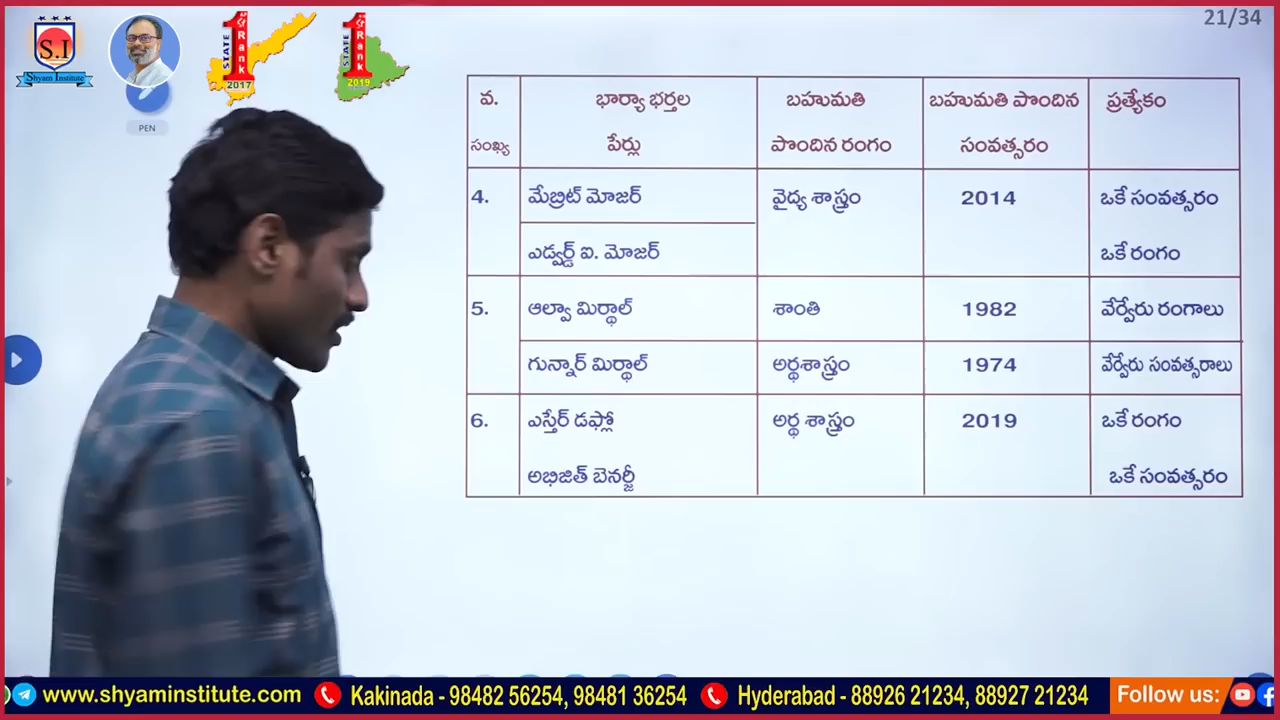 21/34
S.I
Shyam Institute
STATE 1 Rank 2017
STATE 1 Rank 2019
PEN
వ. సంఖ్య
భార్యా భర్తల పేర్లు
బహుమతి పొందిన రంగం
బహుమతి పొందిన సంవత్సరం
ప్రత్యేకం
4. మేబ్రిట్ మోజర్ వైద్య శాస్త్రం 2014 ఒకే సంవత్సరం
ఎడ్వర్డ్ ఐ. మోజర్ ఒకే రంగం
5. ఆల్వా మిర్థాల్ శాంతి 1982 వేర్వేరు రంగాలు
గున్నార్ మిర్థాల్ అర్థశాస్త్రం 1974 వేర్వేరు సంవత్సరాలు
6. ఎస్తేర్ డఫ్లో అర్థ శాస్త్రం 2019 ఒకే రంగం
అభిజిత్ బెనర్జీ ఒకే సంవత్సరం
www.shyaminstitute.com Kakinada - 98482 56254, 98481 36254 Hyderabad - 88926 21234, 88927 21234 Follow us: